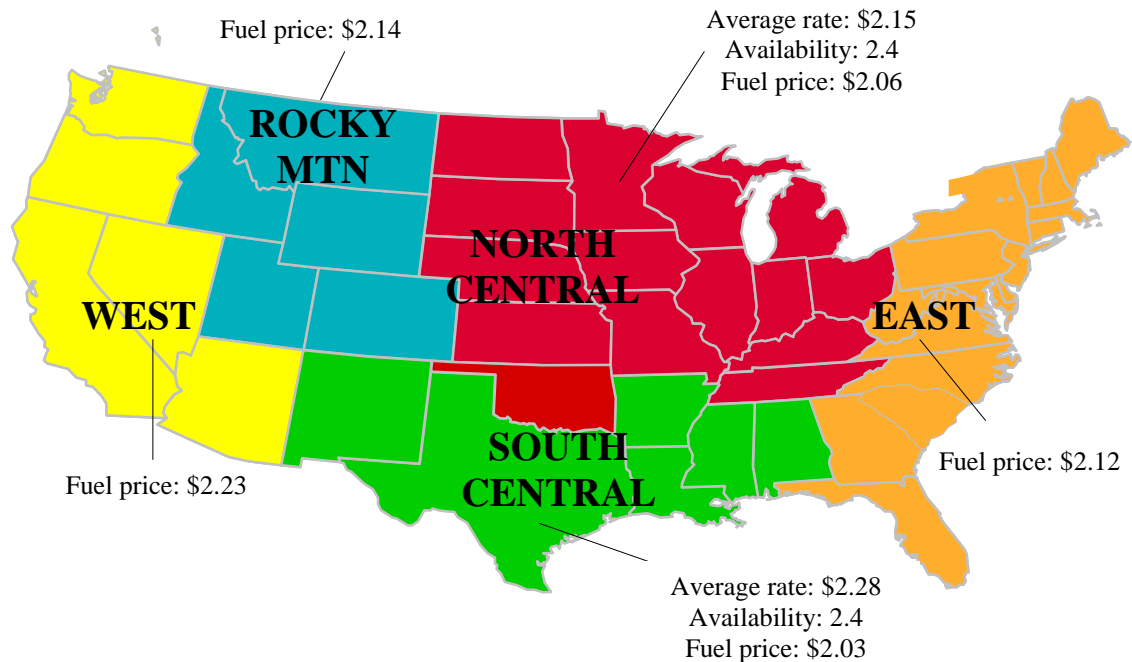 Fuel price: $2.14
Average rate: $2.15
Availability: 2.4
Fuel price: $2.06
ROCKY
MTN
NORTH
CENTRAL
WEST
EAST
SOUTH
CENTRAL
Fuel price: $2.23
Fuel price: $2.12
Average rate: $2.28
Availability: 2.4
Fuel price: $2.03